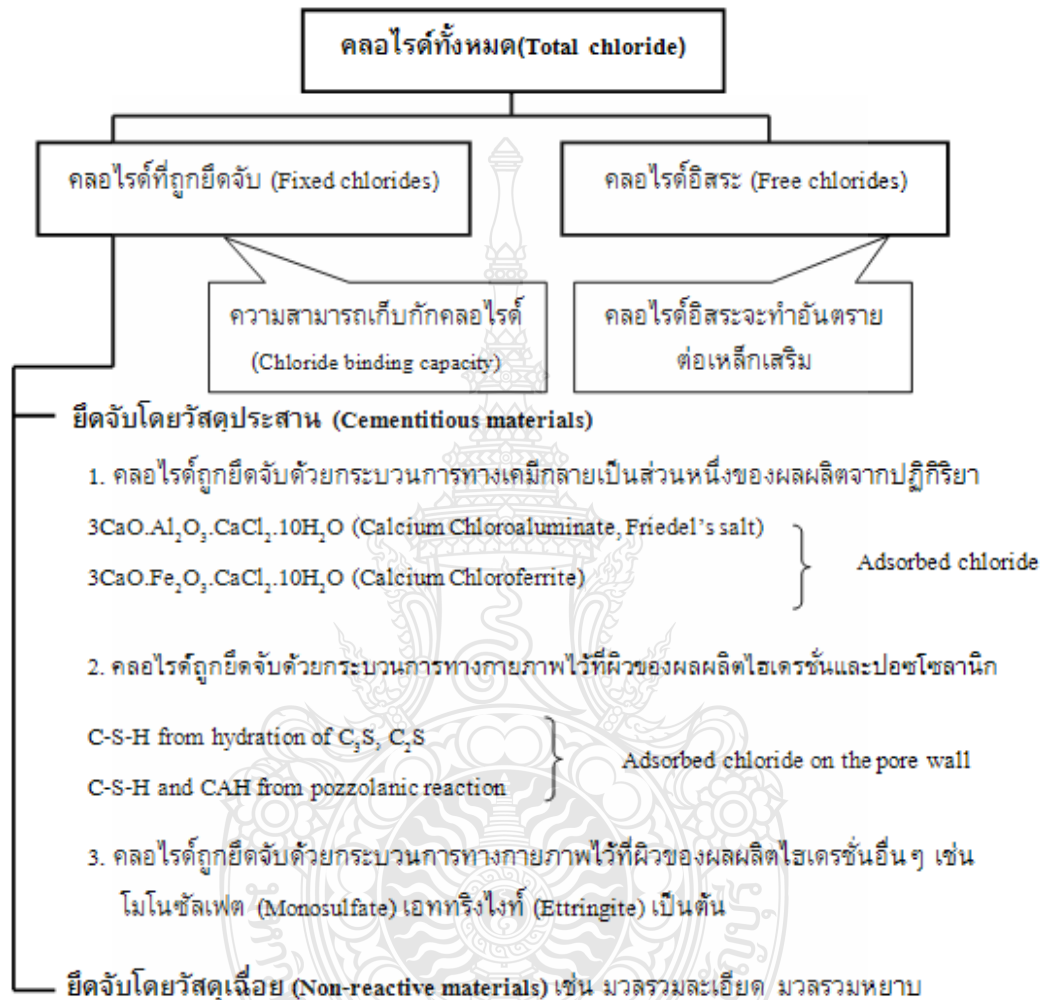 คลอไรด์ทั้งหมด(Total chloride)
คลอไรด์ที่ถูกยึดจับ (Fixed chlorides)
คลอไรด์อิสระ (Free chlorides)
ความสามารถเก็บกักคลอไรด์
(Chloride binding capacity)
คลอไรด์อิสระจะทำอันตราย
ต่อเหล็กเสริม
ยึดจับโดยวัสดุประสาน (Cementitious materials)
1. คลอไรด์ถูกยึดจับด้วยกระบวนการทางเคมีกลายเป็นส่วนหนึ่งของผลผลิตจากปฏิกิริยา
3CaO.Al₂O₃.CaCl₂.10H₂O (Calcium Chloroaluminate, Friedel's salt)
3CaO.Fe₂O₃.CaCl₂.10H₂O (Calcium Chloroferrite)
Adsorbed chloride
2. คลอไรด์ถูกยึดจับด้วยกระบวนการทางกายภาพไว้ที่ผิวของผลผลิตไฮเดรชั่นและปอซโซลานิก
C-S-H from hydration of C₃S, C₂S
C-S-H and CAH from pozzolanic reaction
Adsorbed chloride on the pore wall
3. คลอไรด์ถูกยึดจับด้วยกระบวนการทางกายภาพไว้ที่ผิวของผลผลิตไฮเดรชั่นอื่นๆ เช่น
โมโนซัลเฟต (Monosulfate) เอททริงไงท์ (Ettringite) เป็นต้น
ยึดจับโดยวัสดุเฉื่อย (Non-reactive materials) เช่น มวลรวมละเอียด มวลรวมหยาบ